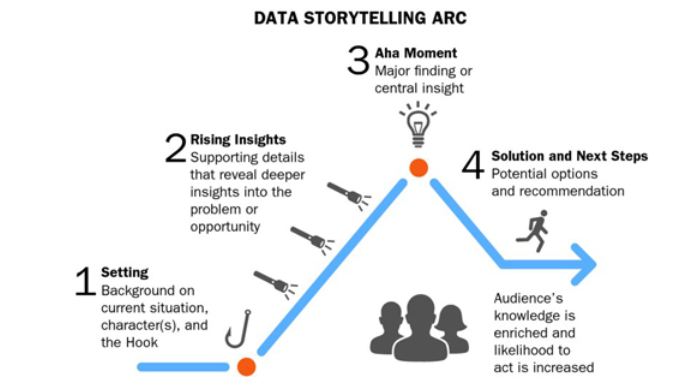 DATA STORYTELLING ARC
1 Setting
Background on
current situation,
character(s), and
the Hook
2 Rising Insights
Supporting details
that reveal deeper
insights into the
problem or
opportunity
3 Aha Moment
Major finding or
central insight
4 Solution and Next Steps
Potential options
and recommendation
Audience's
knowledge is
enriched and
likelihood to
act is increased